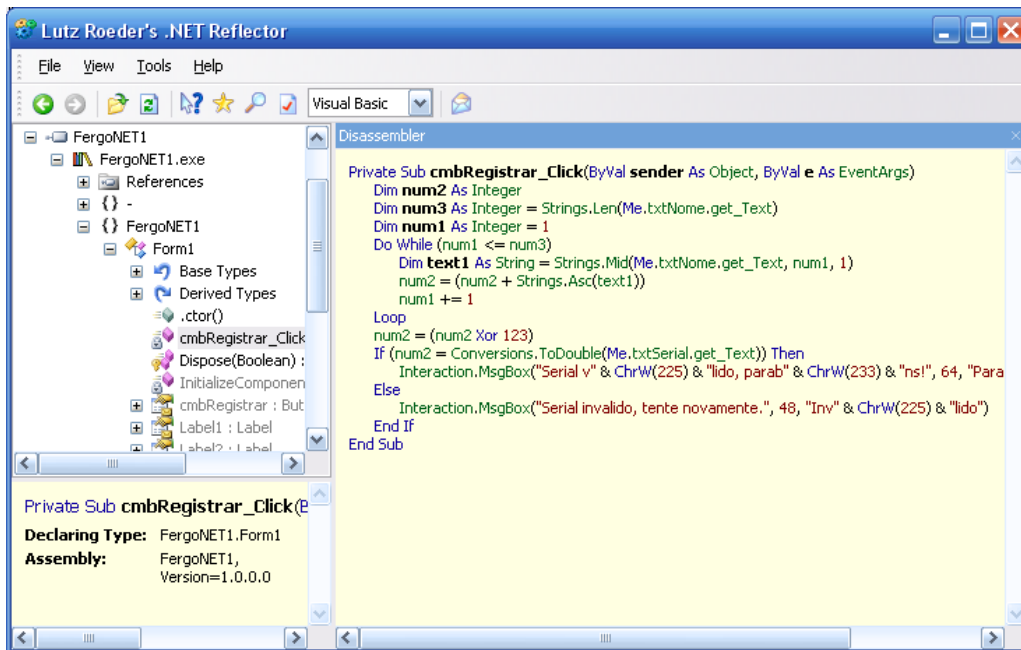 Lutz Roeder's .NET Reflector
File View Tools Help
Visual Basic
FergoNET1
FergoNET1.exe
References
{} -
{} FergoNET1
Form1
Base Types
Derived Types
.ctor()
cmbRegistrar_Click
Dispose(Boolean) :
InitializeComponen
cmbRegistrar : But
Label1 : Label
Label2 : Label
Private Sub cmbRegistrar_Click(B
Declaring Type: FergoNET1.Form1
Assembly: FergoNET1,
Version=1.0.0.0
Disassembler
Private Sub cmbRegistrar_Click(ByVal sender As Object, ByVal e As EventArgs)
Dim num2 As Integer
Dim num3 As Integer = Strings.Len(Me.txtNome.get_Text)
Dim num1 As Integer = 1
Do While (num1 <= num3)
Dim text1 As String = Strings.Mid(Me.txtNome.get_Text, num1, 1)
num2 = (num2 + Strings.Asc(text1))
num1 += 1
Loop
num2 = (num2 Xor 123)
If (num2 = Conversions.ToDouble(Me.txtSerial.get_Text)) Then
Interaction.MsgBox("Serial v" & ChrW(225) & "lido, parab" & ChrW(233) & "ns!", 64, "Para
Else
Interaction.MsgBox("Serial invalido, tente novamente.", 48, "Inv" & ChrW(225) & "lido")
End If
End Sub